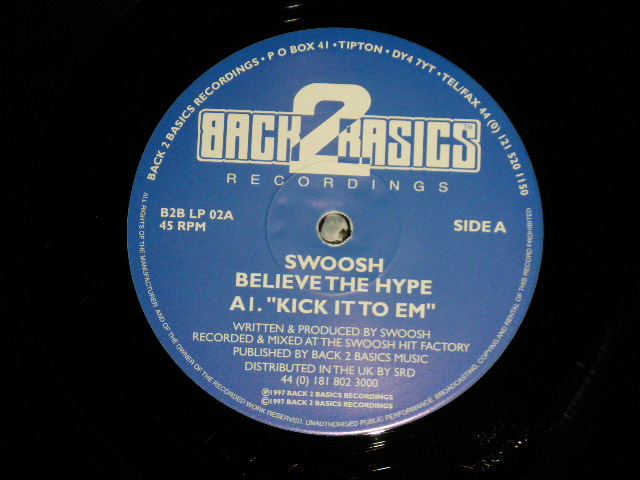 BACK 2 BASICS RECORDINGS • P O BOX 41 • TIPTON • DY4 7YT • TEL/FAX 44 (0) 121 520 1150
BACK 2 BASICS™
RECORDINGS
B2B LP 02A
45 RPM
SIDE A
SWOOSH
BELIEVE THE HYPE
A1. "KICK IT TO EM"
WRITTEN & PRODUCED BY SWOOSH
RECORDED & MIXED AT THE SWOOSH HIT FACTORY
PUBLISHED BY BACK 2 BASICS MUSIC
DISTRIBUTED IN THE UK BY SRD
44 (0) 181 802 3000
℗1997 BACK 2 BASICS RECORDINGS
©1997 BACK 2 BASICS RECORDINGS
ALL RIGHTS OF THE MANUFACTURER AND OF THE OWNER OF THE RECORDED WORK RESERVED. UNAUTHORISED PUBLIC PERFORMANCE, BROADCASTING, COPYING AND RENTAL OF THIS RECORD PROHIBITED